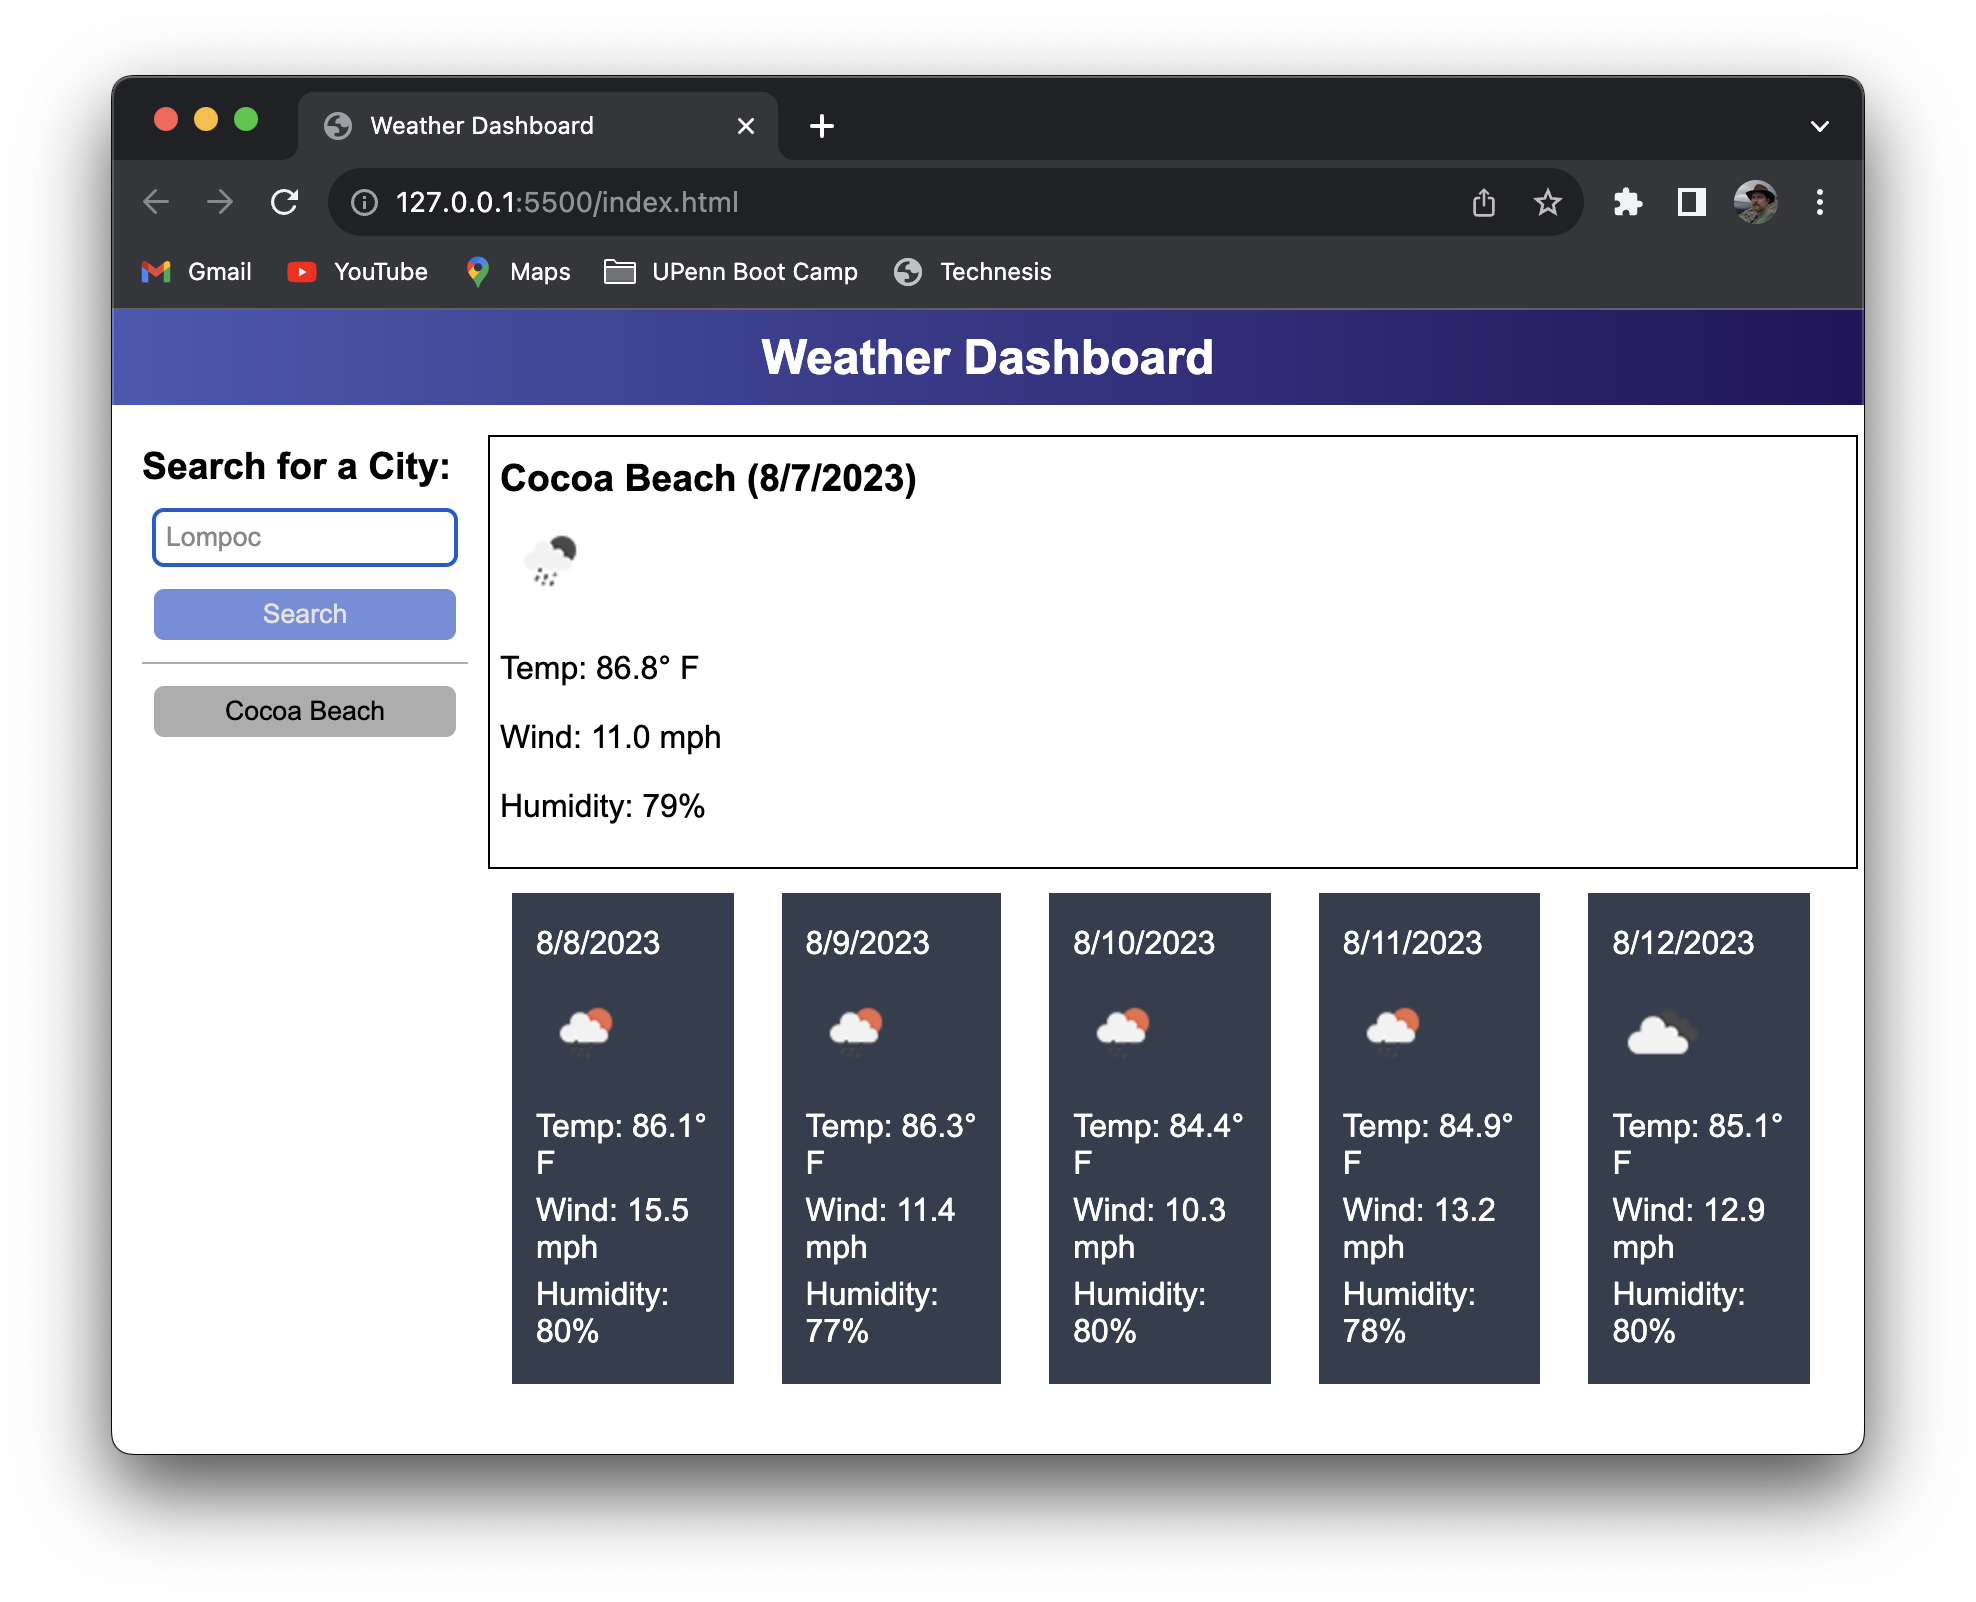 Weather Dashboard
127.0.0.1:5500/index.html
Gmail YouTube Maps UPenn Boot Camp Technesis
Weather Dashboard
Search for a City:
Lompoc
Search
Cocoa Beach
Cocoa Beach (8/7/2023)
Temp: 86.8° F
Wind: 11.0 mph
Humidity: 79%
8/8/2023
Temp: 86.1°
F
Wind: 15.5
mph
Humidity:
80%
8/9/2023
Temp: 86.3°
F
Wind: 11.4
mph
Humidity:
77%
8/10/2023
Temp: 84.4°
F
Wind: 10.3
mph
Humidity:
80%
8/11/2023
Temp: 84.9°
F
Wind: 13.2
mph
Humidity:
78%
8/12/2023
Temp: 85.1°
F
Wind: 12.9
mph
Humidity:
80%